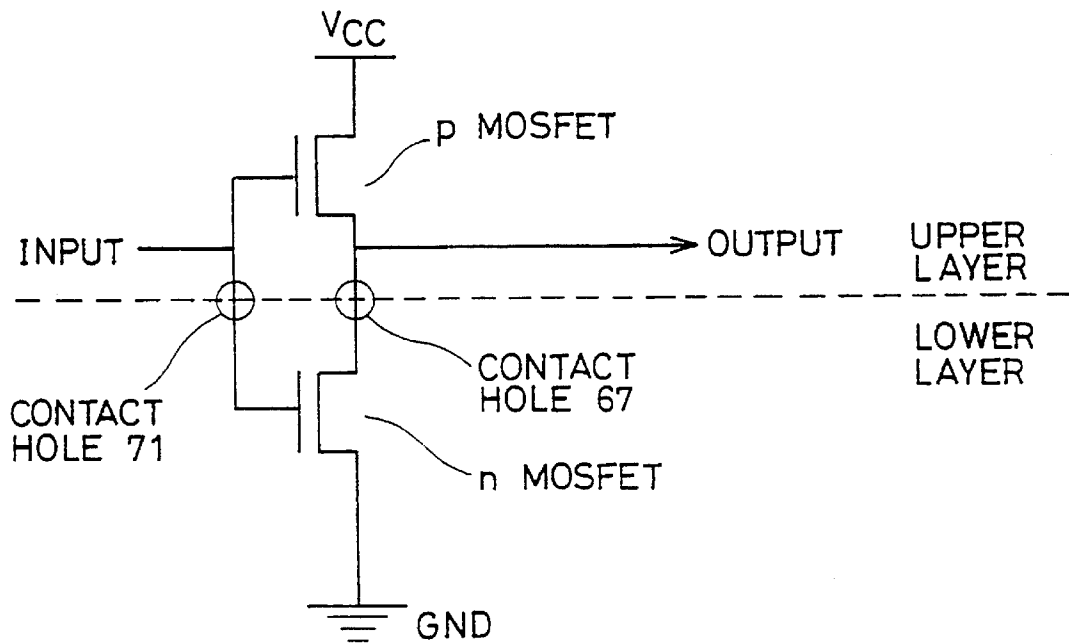 VCC
p MOSFET
INPUT
OUTPUT
UPPER
LAYER
LOWER
LAYER
CONTACT
HOLE 67
CONTACT
HOLE 71
n MOSFET
GND